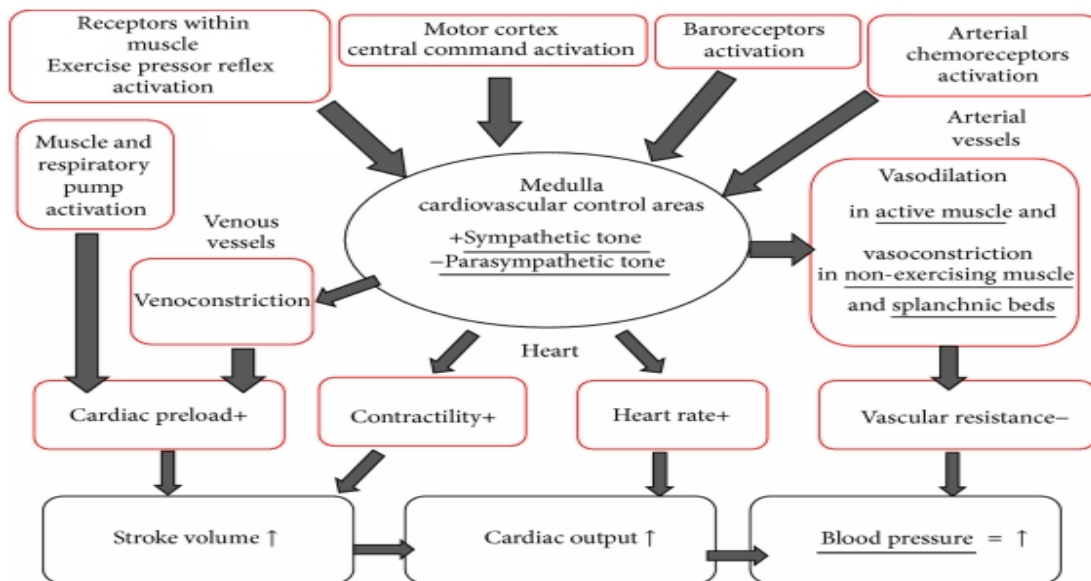 Receptors within
muscle
Exercise pressor reflex
activation
Motor cortex
central command activation
Baroreceptors
activation
Arterial
chemoreceptors
activation
Muscle and
respiratory
pump
activation
Arterial
vessels
Medulla
cardiovascular control areas
+Sympathetic tone
−Parasympathetic tone
Vasodilation
in active muscle and
vasoconstriction
in non-exercising muscle
and splanchnic beds
Venous
vessels
Venoconstriction
Heart
Cardiac preload+
Contractility+
Heart rate+
Vascular resistance−
Stroke volume ↑
Cardiac output ↑
Blood pressure = ↑